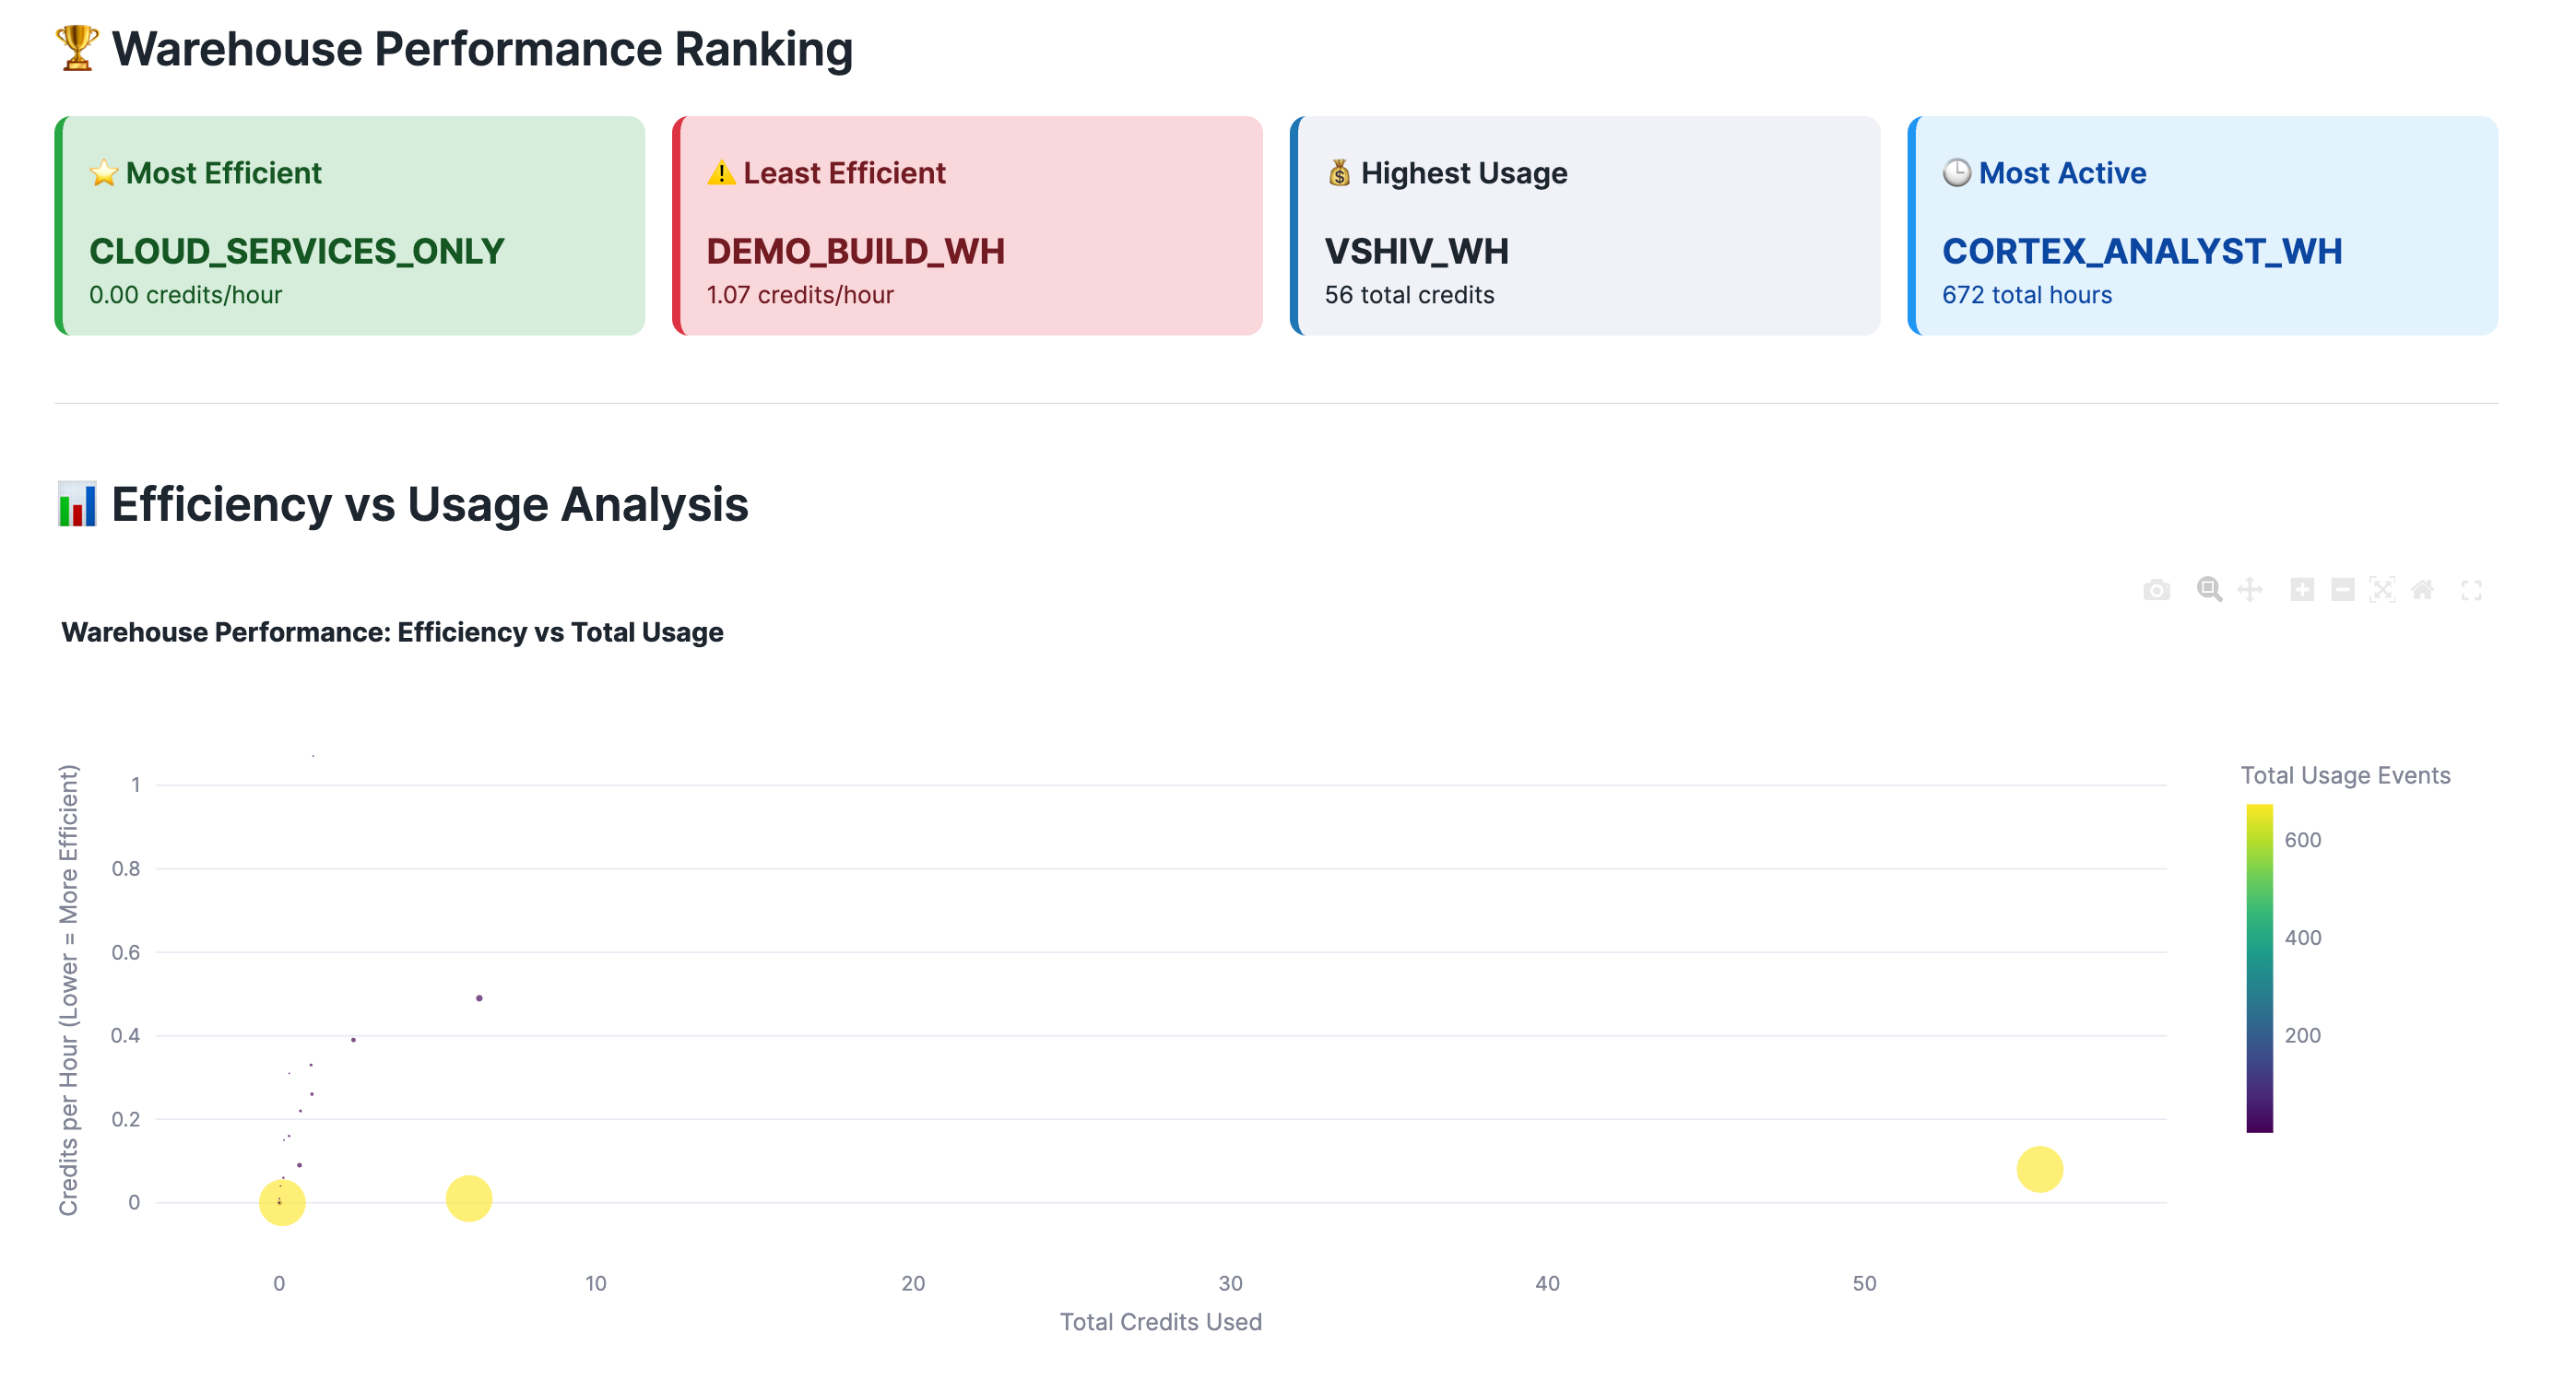 🏆 Warehouse Performance Ranking
⭐ Most Efficient
CLOUD_SERVICES_ONLY
0.00 credits/hour
⚠️ Least Efficient
DEMO_BUILD_WH
1.07 credits/hour
💰 Highest Usage
VSHIV_WH
56 total credits
🕒 Most Active
CORTEX_ANALYST_WH
672 total hours
📊 Efficiency vs Usage Analysis
Warehouse Performance: Efficiency vs Total Usage
Credits per Hour (Lower = More Efficient)
1
0.8
0.6
0.4
0.2
0
0
10
20
30
40
50
Total Credits Used
Total Usage Events
600
400
200